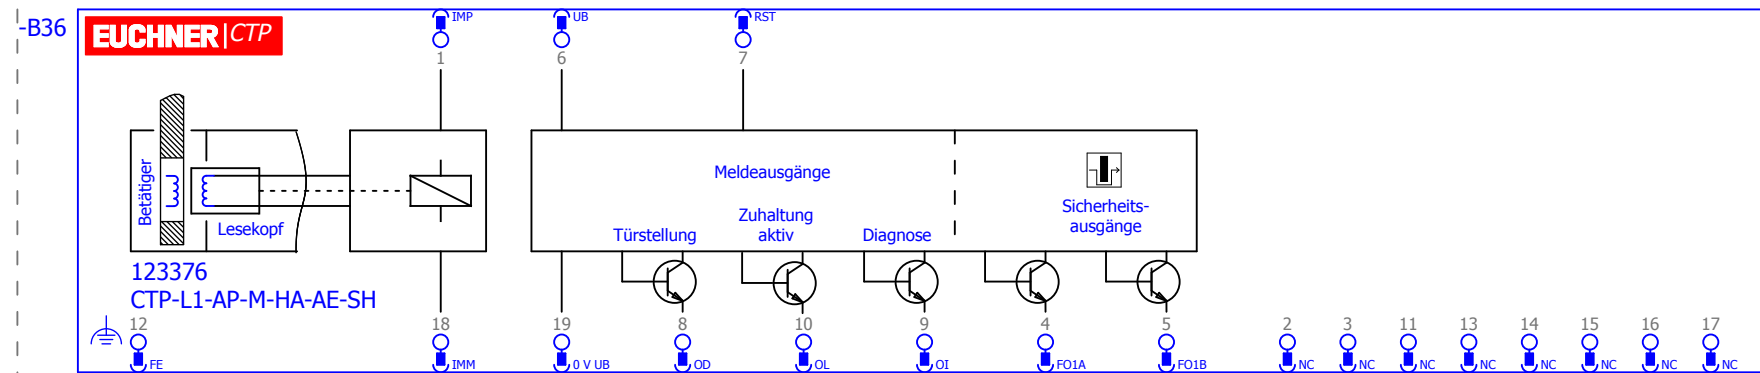 -B36
EUCHNER CTP
IMP
UB
RST
1
6
7
Betätiger
Lesekopf
Meldeausgänge
Türstellung
Zuhaltung
aktiv
Diagnose
Sicherheits-
ausgänge
123376
CTP-L1-AP-M-HA-AE-SH
12 18 19 8 10 9 4 5 2 3 11 13 14 15 16 17
FE IMM 0 V UB OD OL OI FO1A FO1B NC NC NC NC NC NC NC NC